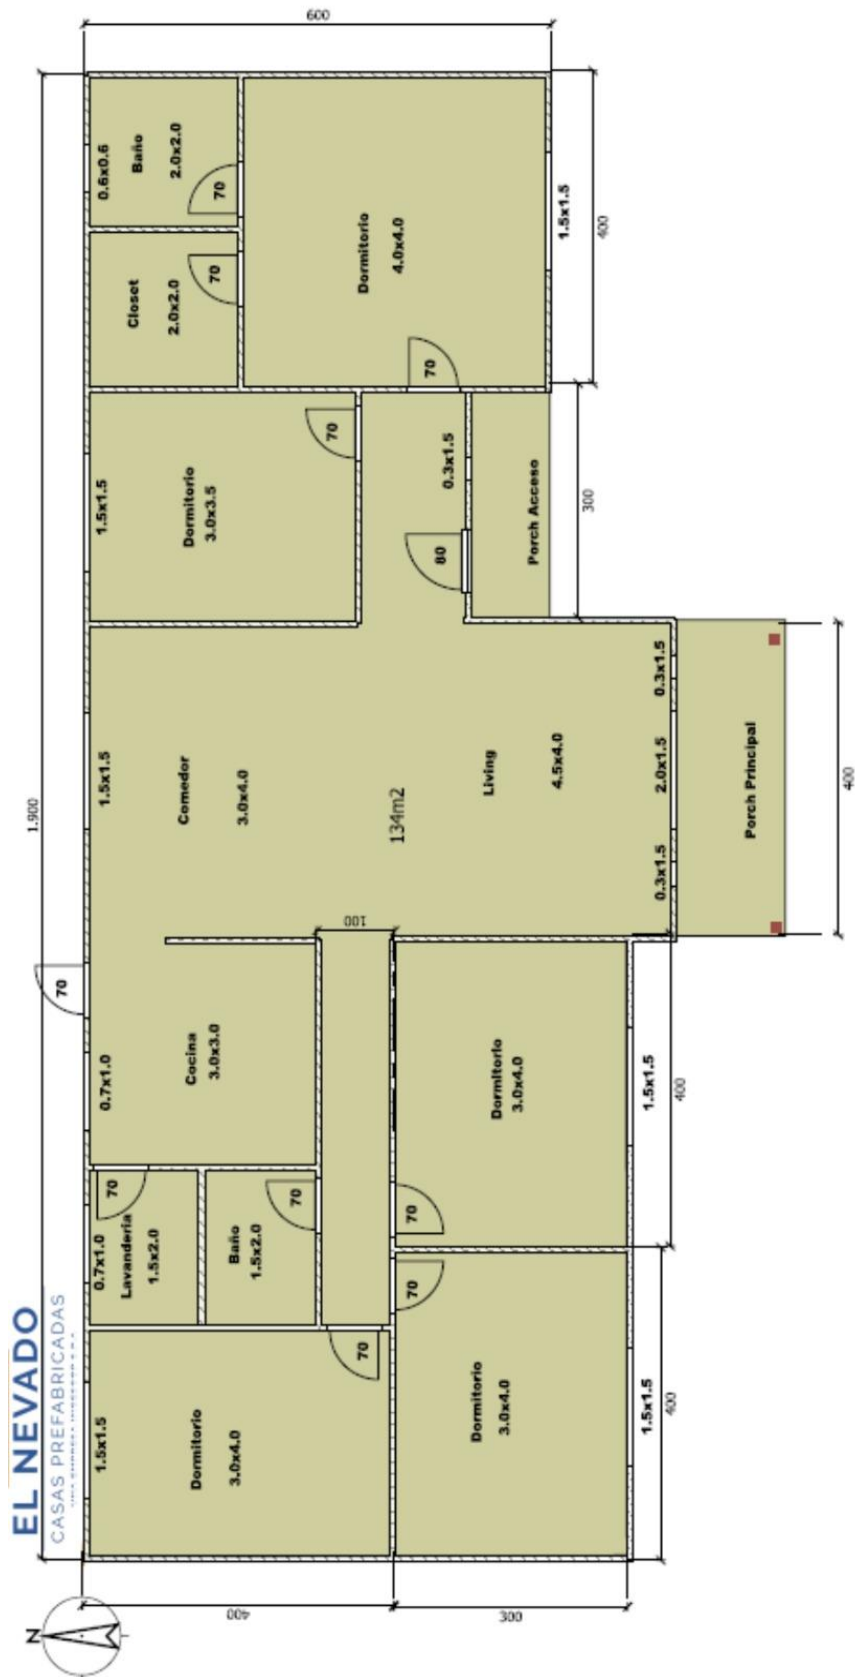 EL NEVADO
CASAS PREFABRICADAS
N
1.900
600
400
300
400
400
400
400
300
100
134m2
Dormitorio
3.0x4.0
1.5x1.5
70
0.7x1.0
Lavandería
1.5x2.0
70
Baño
1.5x2.0
70
0.7x1.0
Cocina
3.0x3.0
70
1.5x1.5
Comedor
3.0x4.0
1.5x1.5
Dormitorio
3.0x3.5
70
Closet
2.0x2.0
70
0.6x0.6
Baño
2.0x2.0
70
Dormitorio
4.0x4.0
70
1.5x1.5
0.3x1.5
80
Porch Acceso
Living
4.5x4.0
0.3x1.5
2.0x1.5
0.3x1.5
Porch Principal
Dormitorio
3.0x4.0
70
1.5x1.5
Dormitorio
3.0x4.0
70
1.5x1.5